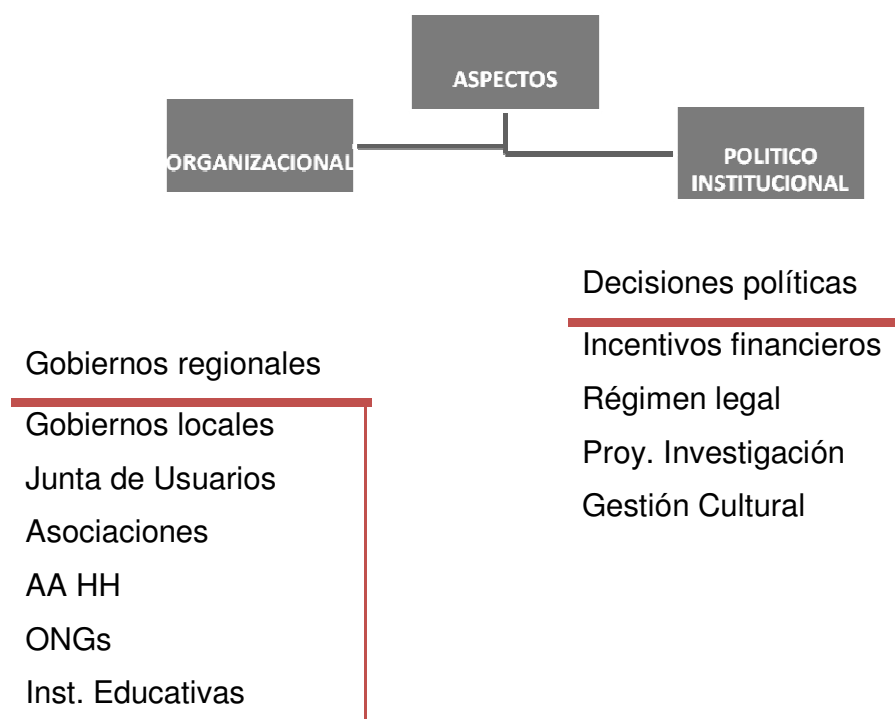 ASPECTOS
ORGANIZACIONAL
POLITICO
INSTITUCIONAL
Gobiernos regionales
Gobiernos locales
Junta de Usuarios
Asociaciones
AA HH
ONGs
Inst. Educativas
Decisiones políticas
Incentivos financieros
Régimen legal
Proy. Investigación
Gestión Cultural